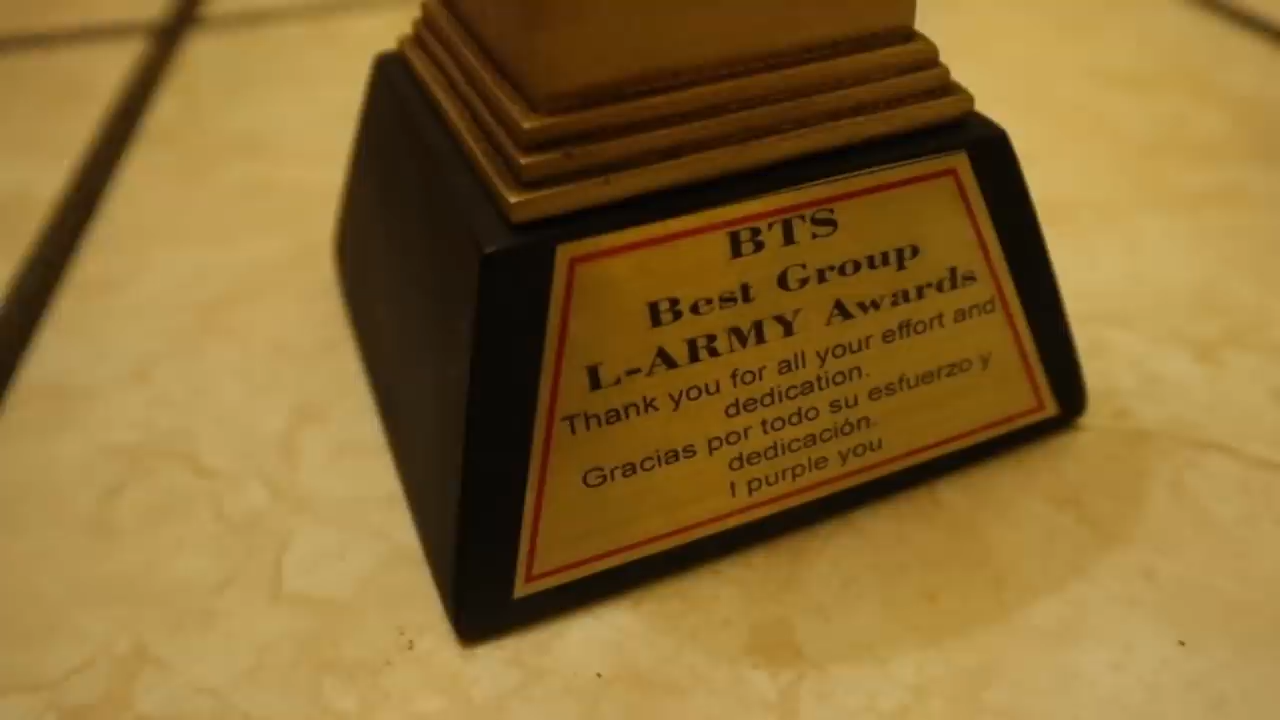 BTS
Best Group
L-ARMY Awards
Thank you for all your effort and
dedication.
Gracias por todo su esfuerzo y
dedicación.
I purple you